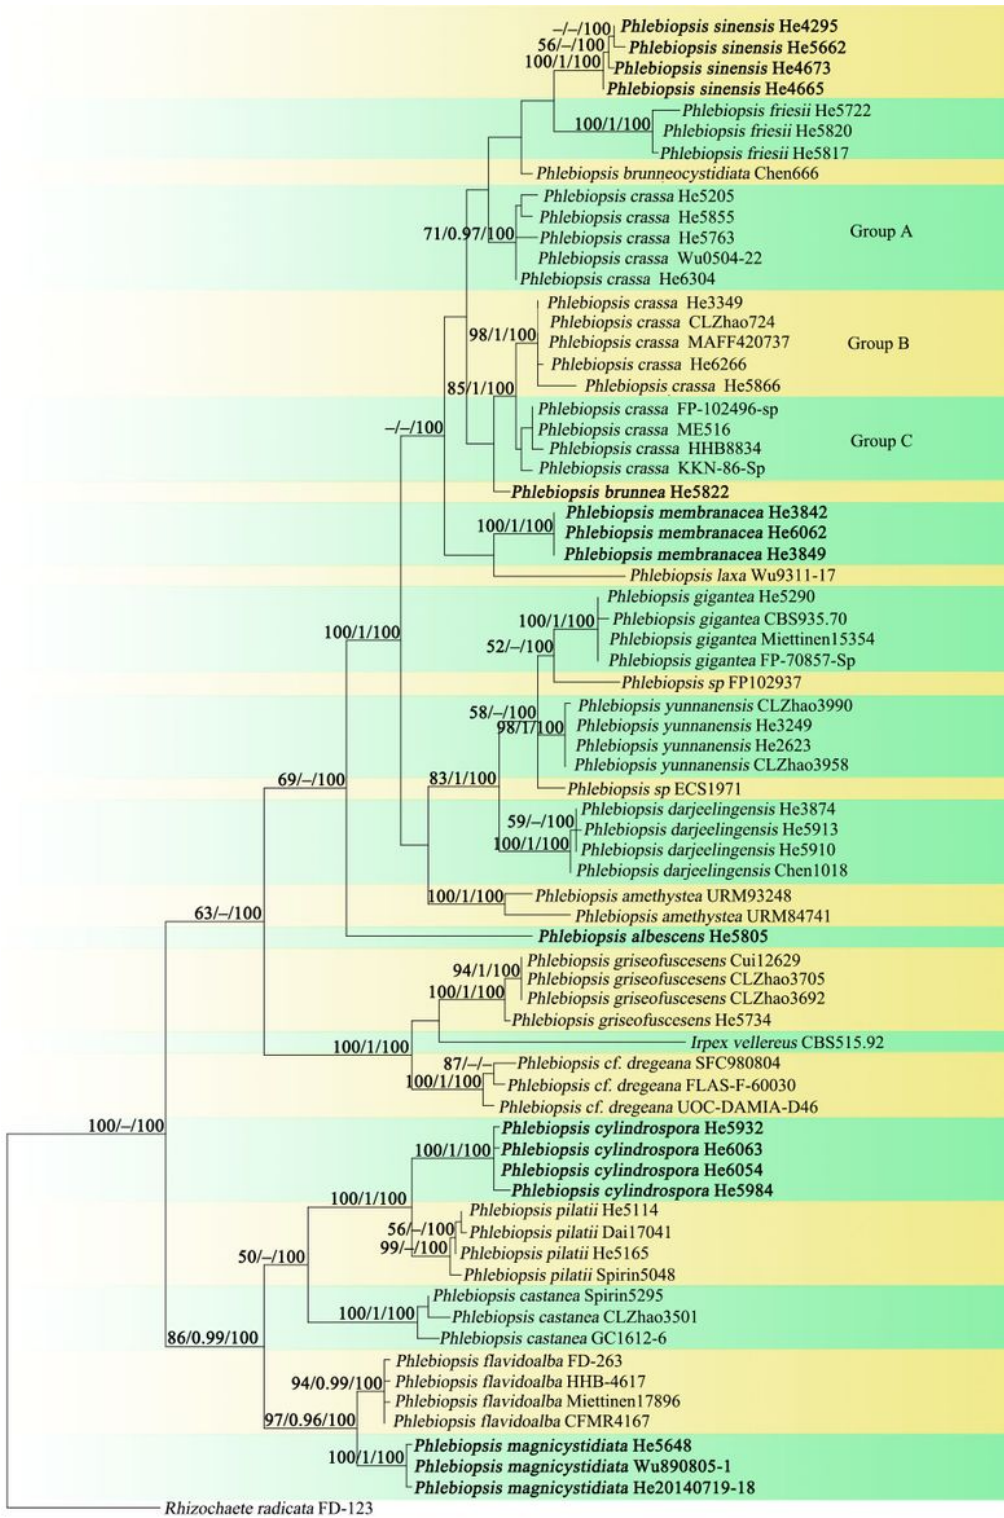 –/–/100
Phlebiopsis sinensis He4295
56/–/100
Phlebiopsis sinensis He5662
100/1/100
Phlebiopsis sinensis He4673
Phlebiopsis sinensis He4665
Phlebiopsis friesii He5722
100/1/100
Phlebiopsis friesii He5820
Phlebiopsis friesii He5817
Phlebiopsis brunneocystidiata Chen666
Phlebiopsis crassa He5205
Phlebiopsis crassa He5855
71/0.97/100
Phlebiopsis crassa He5763
Group A
Phlebiopsis crassa Wu0504-22
Phlebiopsis crassa He6304
Phlebiopsis crassa He3349
Phlebiopsis crassa CLZhao724
98/1/100
Phlebiopsis crassa MAFF420737
Group B
Phlebiopsis crassa He6266
85/1/100
Phlebiopsis crassa He5866
Phlebiopsis crassa FP-102496-sp
–/–/100
Phlebiopsis crassa ME516
Group C
Phlebiopsis crassa HHB8834
Phlebiopsis crassa KKN-86-Sp
Phlebiopsis brunnea He5822
Phlebiopsis membranacea He3842
100/1/100
Phlebiopsis membranacea He6062
Phlebiopsis membranacea He3849
Phlebiopsis laxa Wu9311-17
Phlebiopsis gigantea He5290
100/1/100
Phlebiopsis gigantea CBS935.70
100/1/100
Phlebiopsis gigantea Miettinen15354
52/–/100
Phlebiopsis gigantea FP-70857-Sp
Phlebiopsis sp FP102937
Phlebiopsis yunnanensis CLZhao3990
58/–/100
98/1/100
Phlebiopsis yunnanensis He3249
Phlebiopsis yunnanensis He2623
Phlebiopsis yunnanensis CLZhao3958
69/–/100
83/1/100
Phlebiopsis sp ECS1971
Phlebiopsis darjeelingensis He3874
59/–/100
Phlebiopsis darjeelingensis He5913
100/1/100
Phlebiopsis darjeelingensis He5910
Phlebiopsis darjeelingensis Chen1018
100/1/100
Phlebiopsis amethystea URM93248
63/–/100
Phlebiopsis amethystea URM84741
Phlebiopsis albescens He5805
Phlebiopsis griseofuscesens Cui12629
94/1/100
Phlebiopsis griseofuscesens CLZhao3705
100/1/100
Phlebiopsis griseofuscesens CLZhao3692
Phlebiopsis griseofuscesens He5734
100/1/100
Irpex vellereus CBS515.92
87/–/–
Phlebiopsis cf. dregeana SFC980804
100/1/100
Phlebiopsis cf. dregeana FLAS-F-60030
Phlebiopsis cf. dregeana UOC-DAMIA-D46
100/–/100
Phlebiopsis cylindrospora He5932
100/1/100
Phlebiopsis cylindrospora He6063
Phlebiopsis cylindrospora He6054
Phlebiopsis cylindrospora He5984
100/1/100
Phlebiopsis pilatii He5114
56/–/100
Phlebiopsis pilatii Dai17041
99/–/100
Phlebiopsis pilatii He5165
50/–/100
Phlebiopsis pilatii Spirin5048
Phlebiopsis castanea Spirin5295
100/1/100
Phlebiopsis castanea CLZhao3501
86/0.99/100
Phlebiopsis castanea GC1612-6
Phlebiopsis flavidoalba FD-263
94/0.99/100
Phlebiopsis flavidoalba HHB-4617
Phlebiopsis flavidoalba Miettinen17896
97/0.96/100
Phlebiopsis flavidoalba CFMR4167
Phlebiopsis magnicystidiata He5648
100/1/100
Phlebiopsis magnicystidiata Wu890805-1
Phlebiopsis magnicystidiata He20140719-18
Rhizochaete radicata FD-123